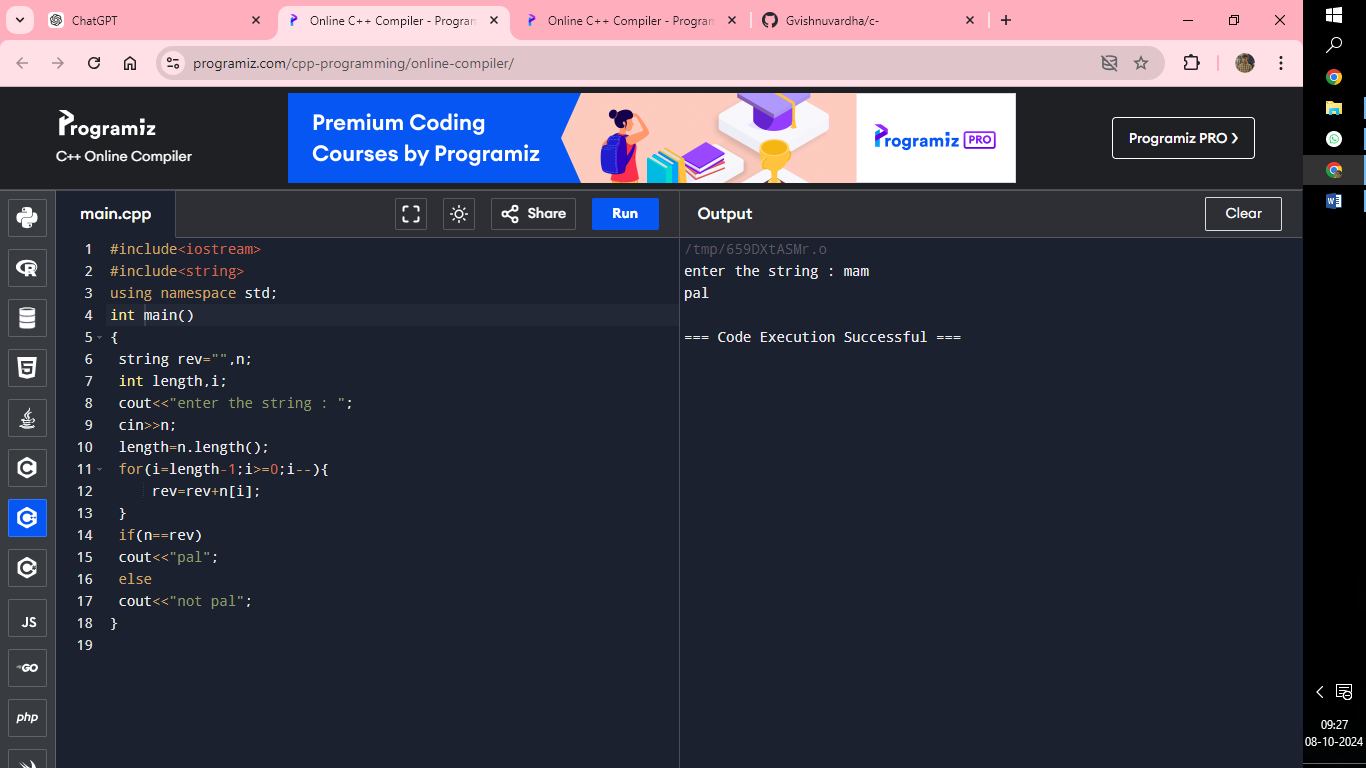 ChatGPT
Online C++ Compiler - Program
Online C++ Compiler - Program
Gvishnuvardha/c-
programiz.com/cpp-programming/online-compiler/
Programiz
C++ Online Compiler
Premium Coding
Courses by Programiz
Programiz PRO
Programiz PRO ❯
main.cpp
Share
Run
Output
Clear
1 #include<iostream>
2 #include<string>
3 using namespace std;
4 int main()
5 {
6 string rev="",n;
7 int length,i;
8 cout<<"enter the string : ";
9 cin>>n;
10 length=n.length();
11 for(i=length-1;i>=0;i--){
12 rev=rev+n[i];
13 }
14 if(n==rev)
15 cout<<"pal";
16 else
17 cout<<"not pal";
18 }
19
/tmp/659DXtASMr.o
enter the string : mam
pal
=== Code Execution Successful ===
JS
GO
php
09:27
08-10-2024